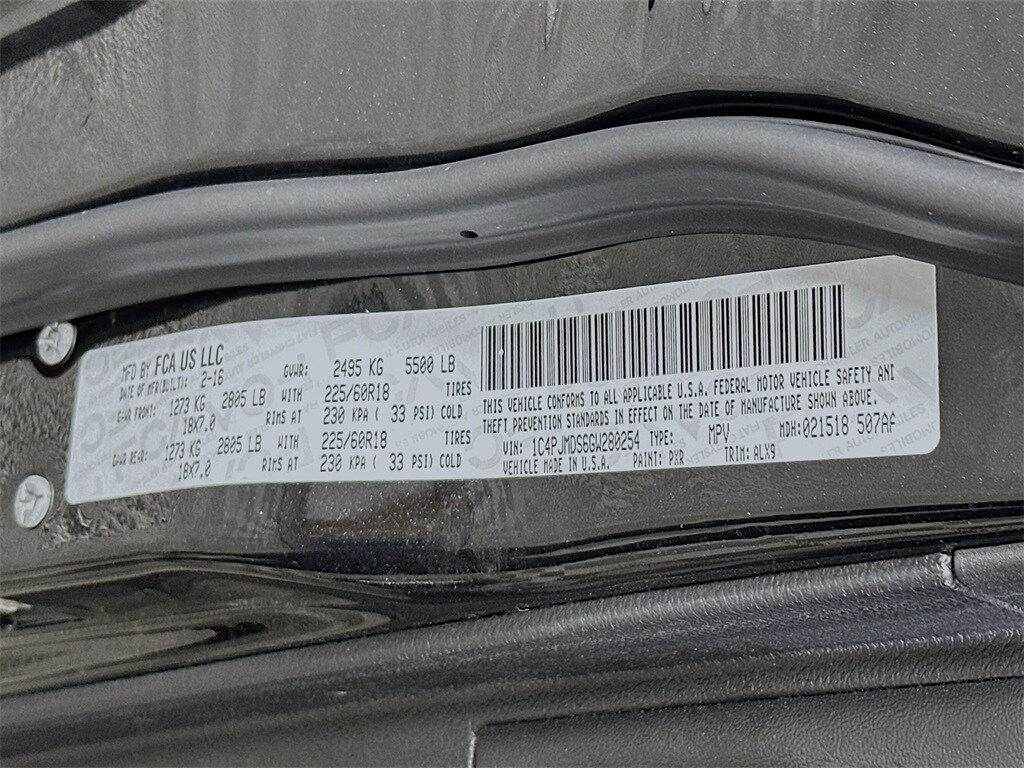 MFD BY FCA US LLC
DATE OF MFR(BUILT): 2-16 GVWR: 2495 KG 5500 LB
GAWR FRONT: 1273 KG 2805 LB WITH 225/60R18 TIRES
18X7.0 RIMS AT 230 KPA ( 33 PSI) COLD
GAWR REAR: 1273 KG 2805 LB WITH 225/60R18 TIRES
18X7.0 RIMS AT 230 KPA ( 33 PSI) COLD
THIS VEHICLE CONFORMS TO ALL APPLICABLE U.S.A. FEDERAL MOTOR VEHICLE SAFETY ANI
THEFT PREVENTION STANDARDS IN EFFECT ON THE DATE OF MANUFACTURE SHOWN ABOVE.
VIN: 1C4PJMDS6GW280254 TYPE: MPV MDH: 021518 507AF
VEHICLE MADE IN U.S.A. PAINT: PXR TRIM: ALX9